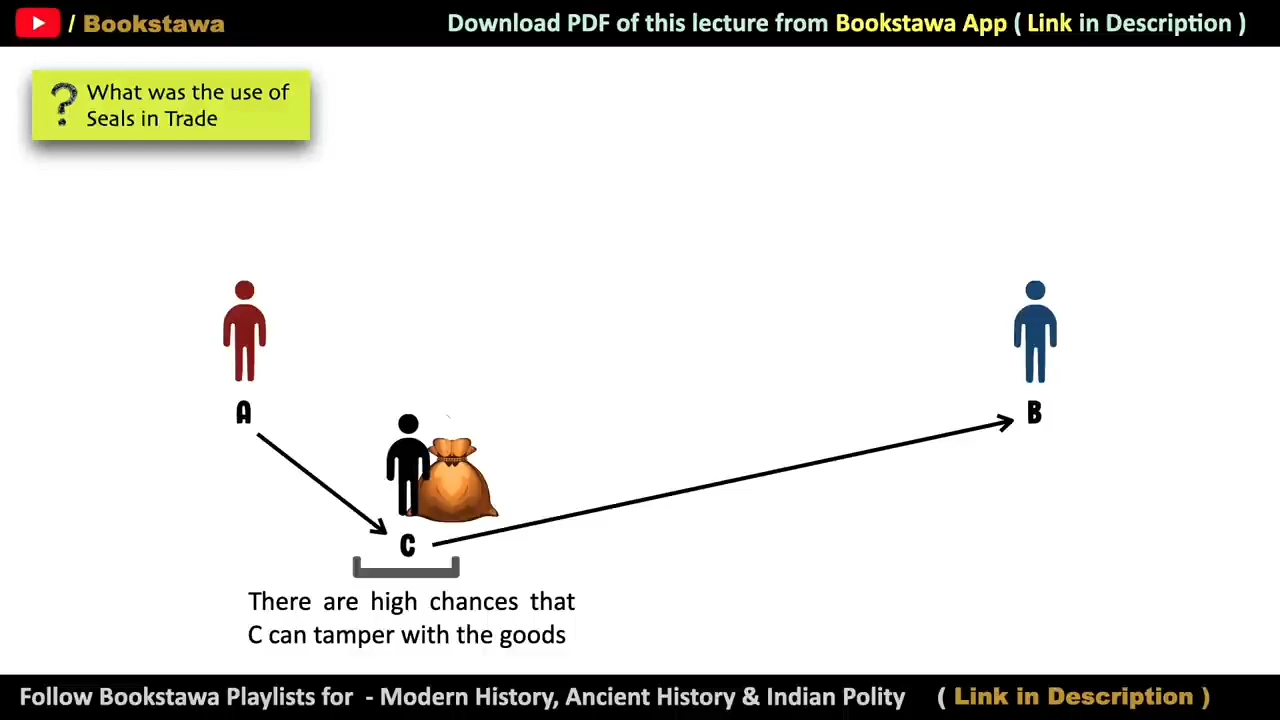 / Bookstawa
Download PDF of this lecture from Bookstawa App ( Link in Description )
? What was the use of
Seals in Trade
A
B
C
There are high chances that
C can tamper with the goods
Follow Bookstawa Playlists for - Modern History, Ancient History & Indian Polity ( Link in Description )